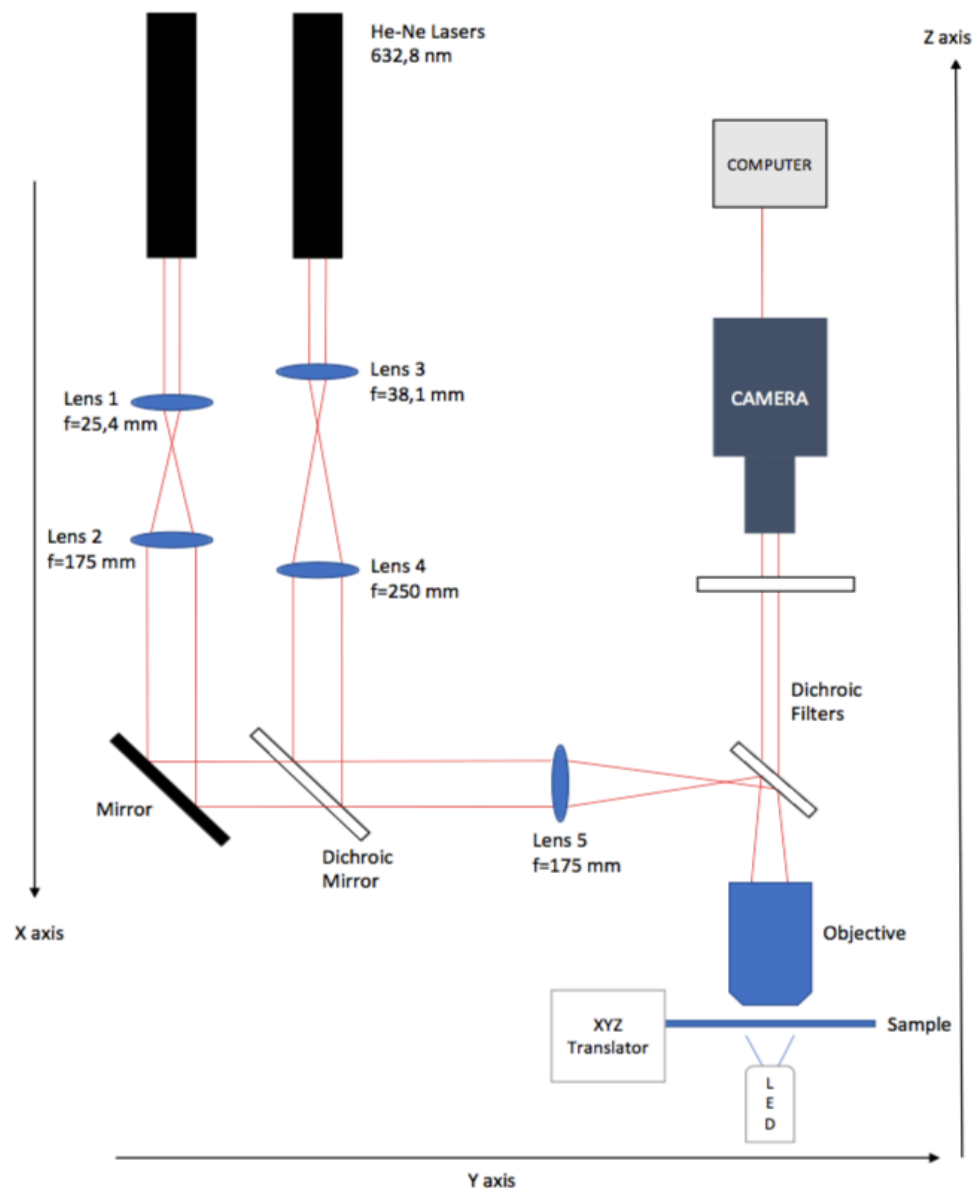 He-Ne Lasers
632,8 nm
Z axis
COMPUTER
Lens 3
f=38,1 mm
Lens 1
f=25,4 mm
CAMERA
Lens 2
f=175 mm
Lens 4
f=250 mm
Dichroic
Filters
Mirror
Dichroic
Mirror
Lens 5
f=175 mm
X axis
Objective
XYZ
Translator
Sample
L
E
D
Y axis